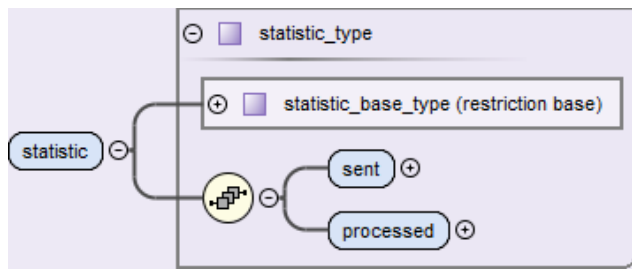 statistic_type
statistic_base_type (restriction base)
statistic
sent
processed